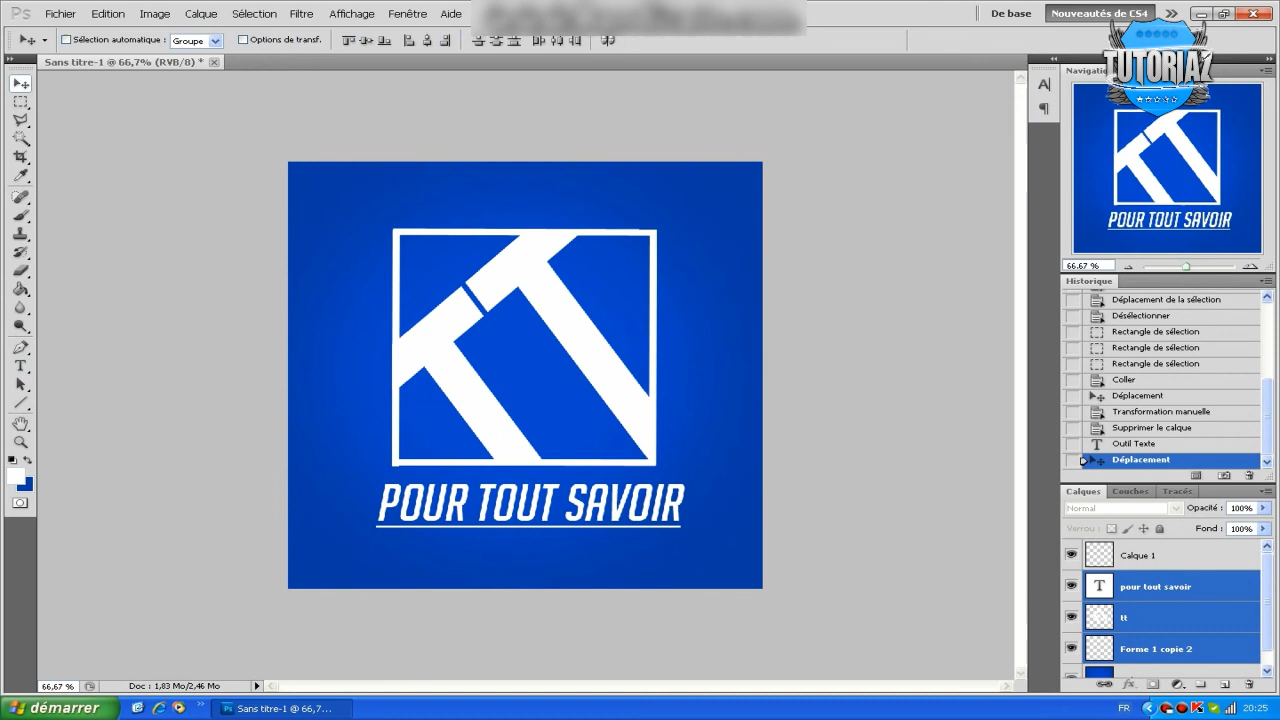 Ps Fichier Edition Image Calque Sélection Filtre Affichage Fenêtre Aide De base Nouveautés de CS4
Sélection automatique : Groupe Options de transf.
Sans titre-1 @ 66,7% (RVB/8) *
TUTORIAZ
POUR TOUT SAVOIR
66,67 %
POUR TOUT SAVOIR
66.67 %
Historique
Déplacement de la sélection
Désélectionner
Rectangle de sélection
Rectangle de sélection
Rectangle de sélection
Coller
Déplacement
Transformation manuelle
Supprimer le calque
Outil Texte
Déplacement
Calques Couches Tracés
Normal Opacité : 100%
Verrou : Fond : 100%
Calque 1
pour tout savoir
tt
Forme 1 copie 2
Doc : 1,83 Mo/2,46 Mo
démarrer Sans titre-1 @ 66,7... FR 20:25